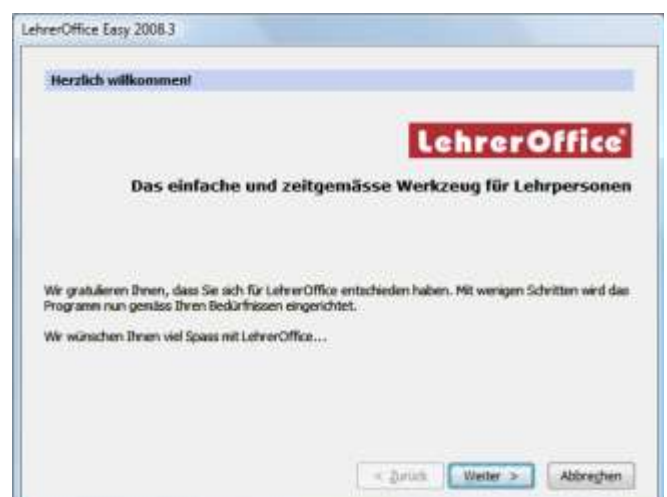 LehrerOffice Easy 2008.3
Herzlich willkommen!
LehrerOffice
Das einfache und zeitgemässe Werkzeug für Lehrpersonen
Wir gratulieren Ihnen, dass Sie sich für LehrerOffice entschieden haben. Mit wenigen Schritten wird das
Programm nun gemäss Ihren Bedürfnissen eingerichtet.
Wir wünschen Ihnen viel Spass mit LehrerOffice...
< Zurück Weiter > Abbrechen